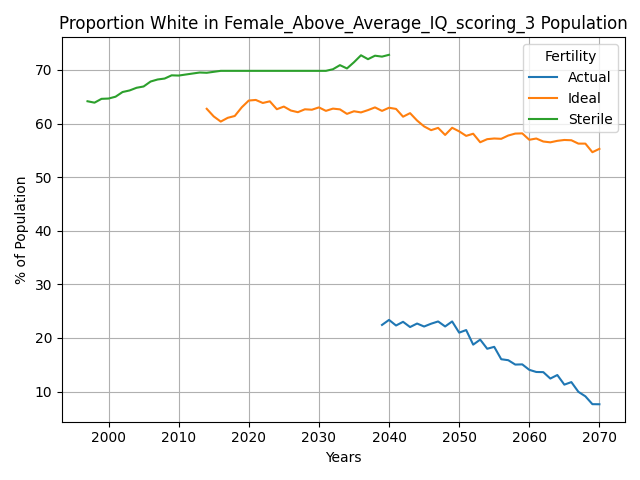 Proportion White in Female_Above_Average_IQ_scoring_3 Population
% of Population
70
60
50
40
30
20
10
Fertility
Actual
Ideal
Sterile
2000 2010 2020 2030 2040 2050 2060 2070
Years